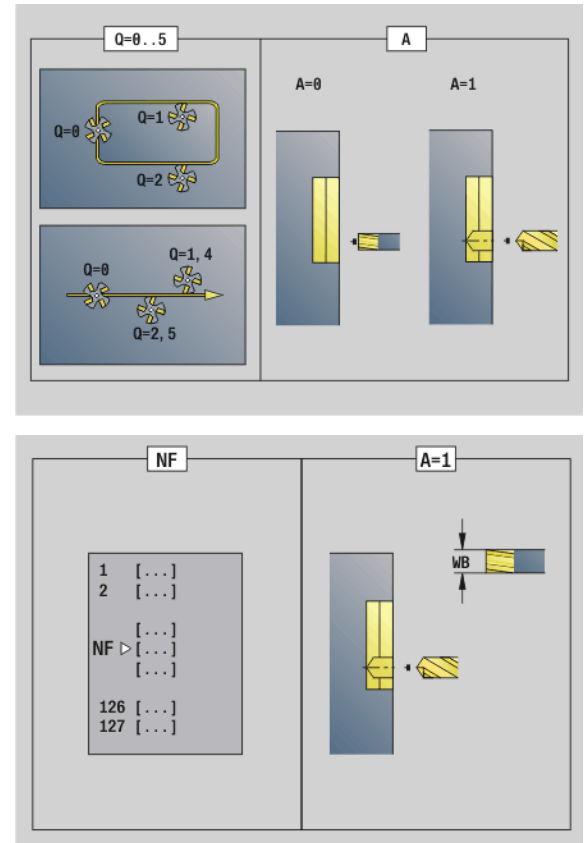 Q=0..5
Q=0
Q=1
Q=2
Q=0
Q=1,4
Q=2,5
A
A=0
A=1
NF
1 [...]
2 [...]
[...]
NF [...]
[...]
126 [...]
127 [...]
A=1
WB